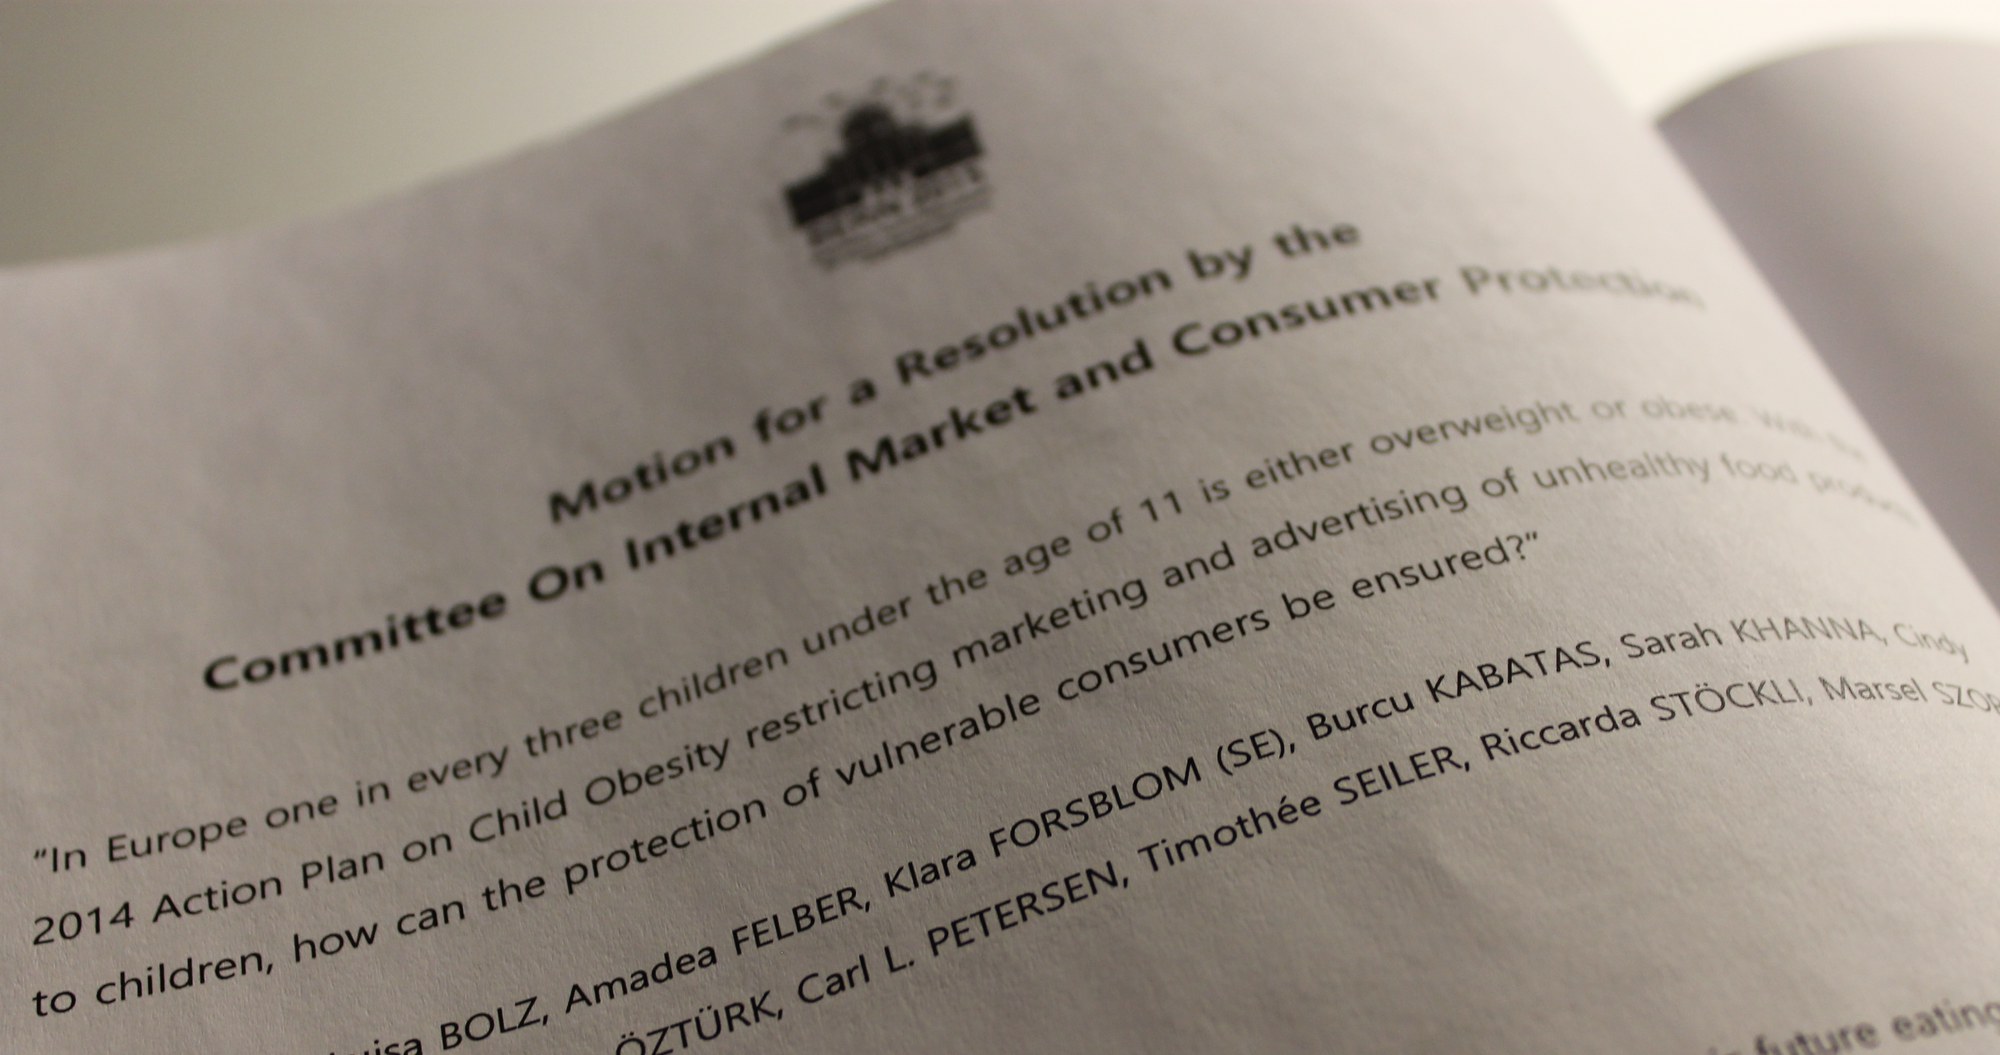 Motion for a Resolution by the
Committee On Internal Market and Consumer Protection
“In Europe one in every three children under the age of 11 is either overweight or obese. With the
2014 Action Plan on Child Obesity restricting marketing and advertising of unhealthy food products
to children, how can the protection of vulnerable consumers be ensured?”
BOLZ, Amadea FELBER, Klara FORSBLOM (SE), Burcu KABATAS, Sarah KHANNA, Cindy
ÖZTÜRK, Carl L. PETERSEN, Timothée SEILER, Riccarda STÖCKLI, Marsel
future eating